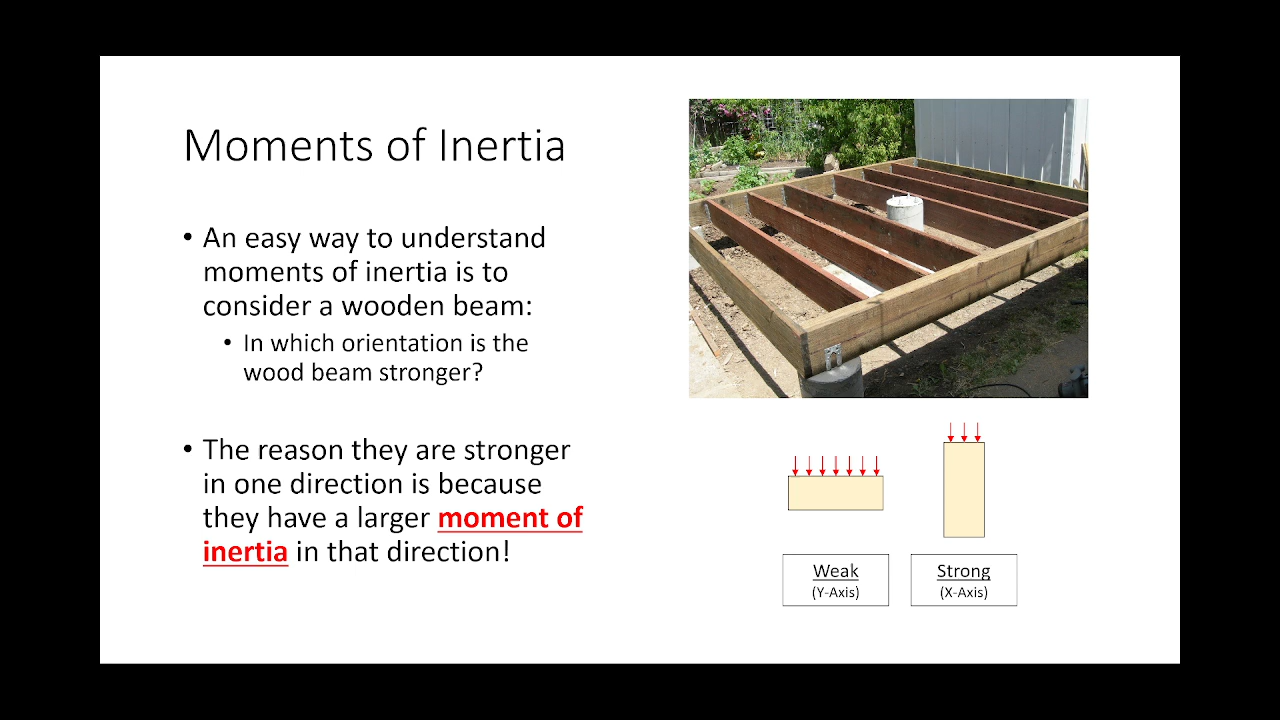 Moments of Inertia
• An easy way to understand
moments of inertia is to
consider a wooden beam:
• In which orientation is the
wood beam stronger?
• The reason they are stronger
in one direction is because
they have a larger moment of
inertia in that direction!
Weak
(Y-Axis)
Strong
(X-Axis)